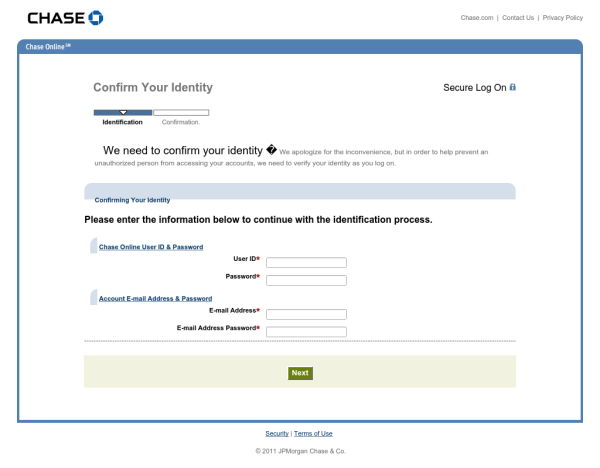 CHASE
Chase.com | Contact Us | Privacy Policy
Chase Online℠
Confirm Your Identity
Secure Log On
Identification
Confirmation.
We need to confirm your identity � We apologize for the inconvenience, but in order to help prevent an
unauthorized person from accessing your accounts, we need to verify your identity as you log on.
Confirming Your Identity
Please enter the information below to continue with the identification process.
Chase Online User ID & Password
User ID*
Password*
Account E-mail Address & Password
E-mail Address*
E-mail Address Password*
Next
Security | Terms of Use
© 2011 JPMorgan Chase & Co.